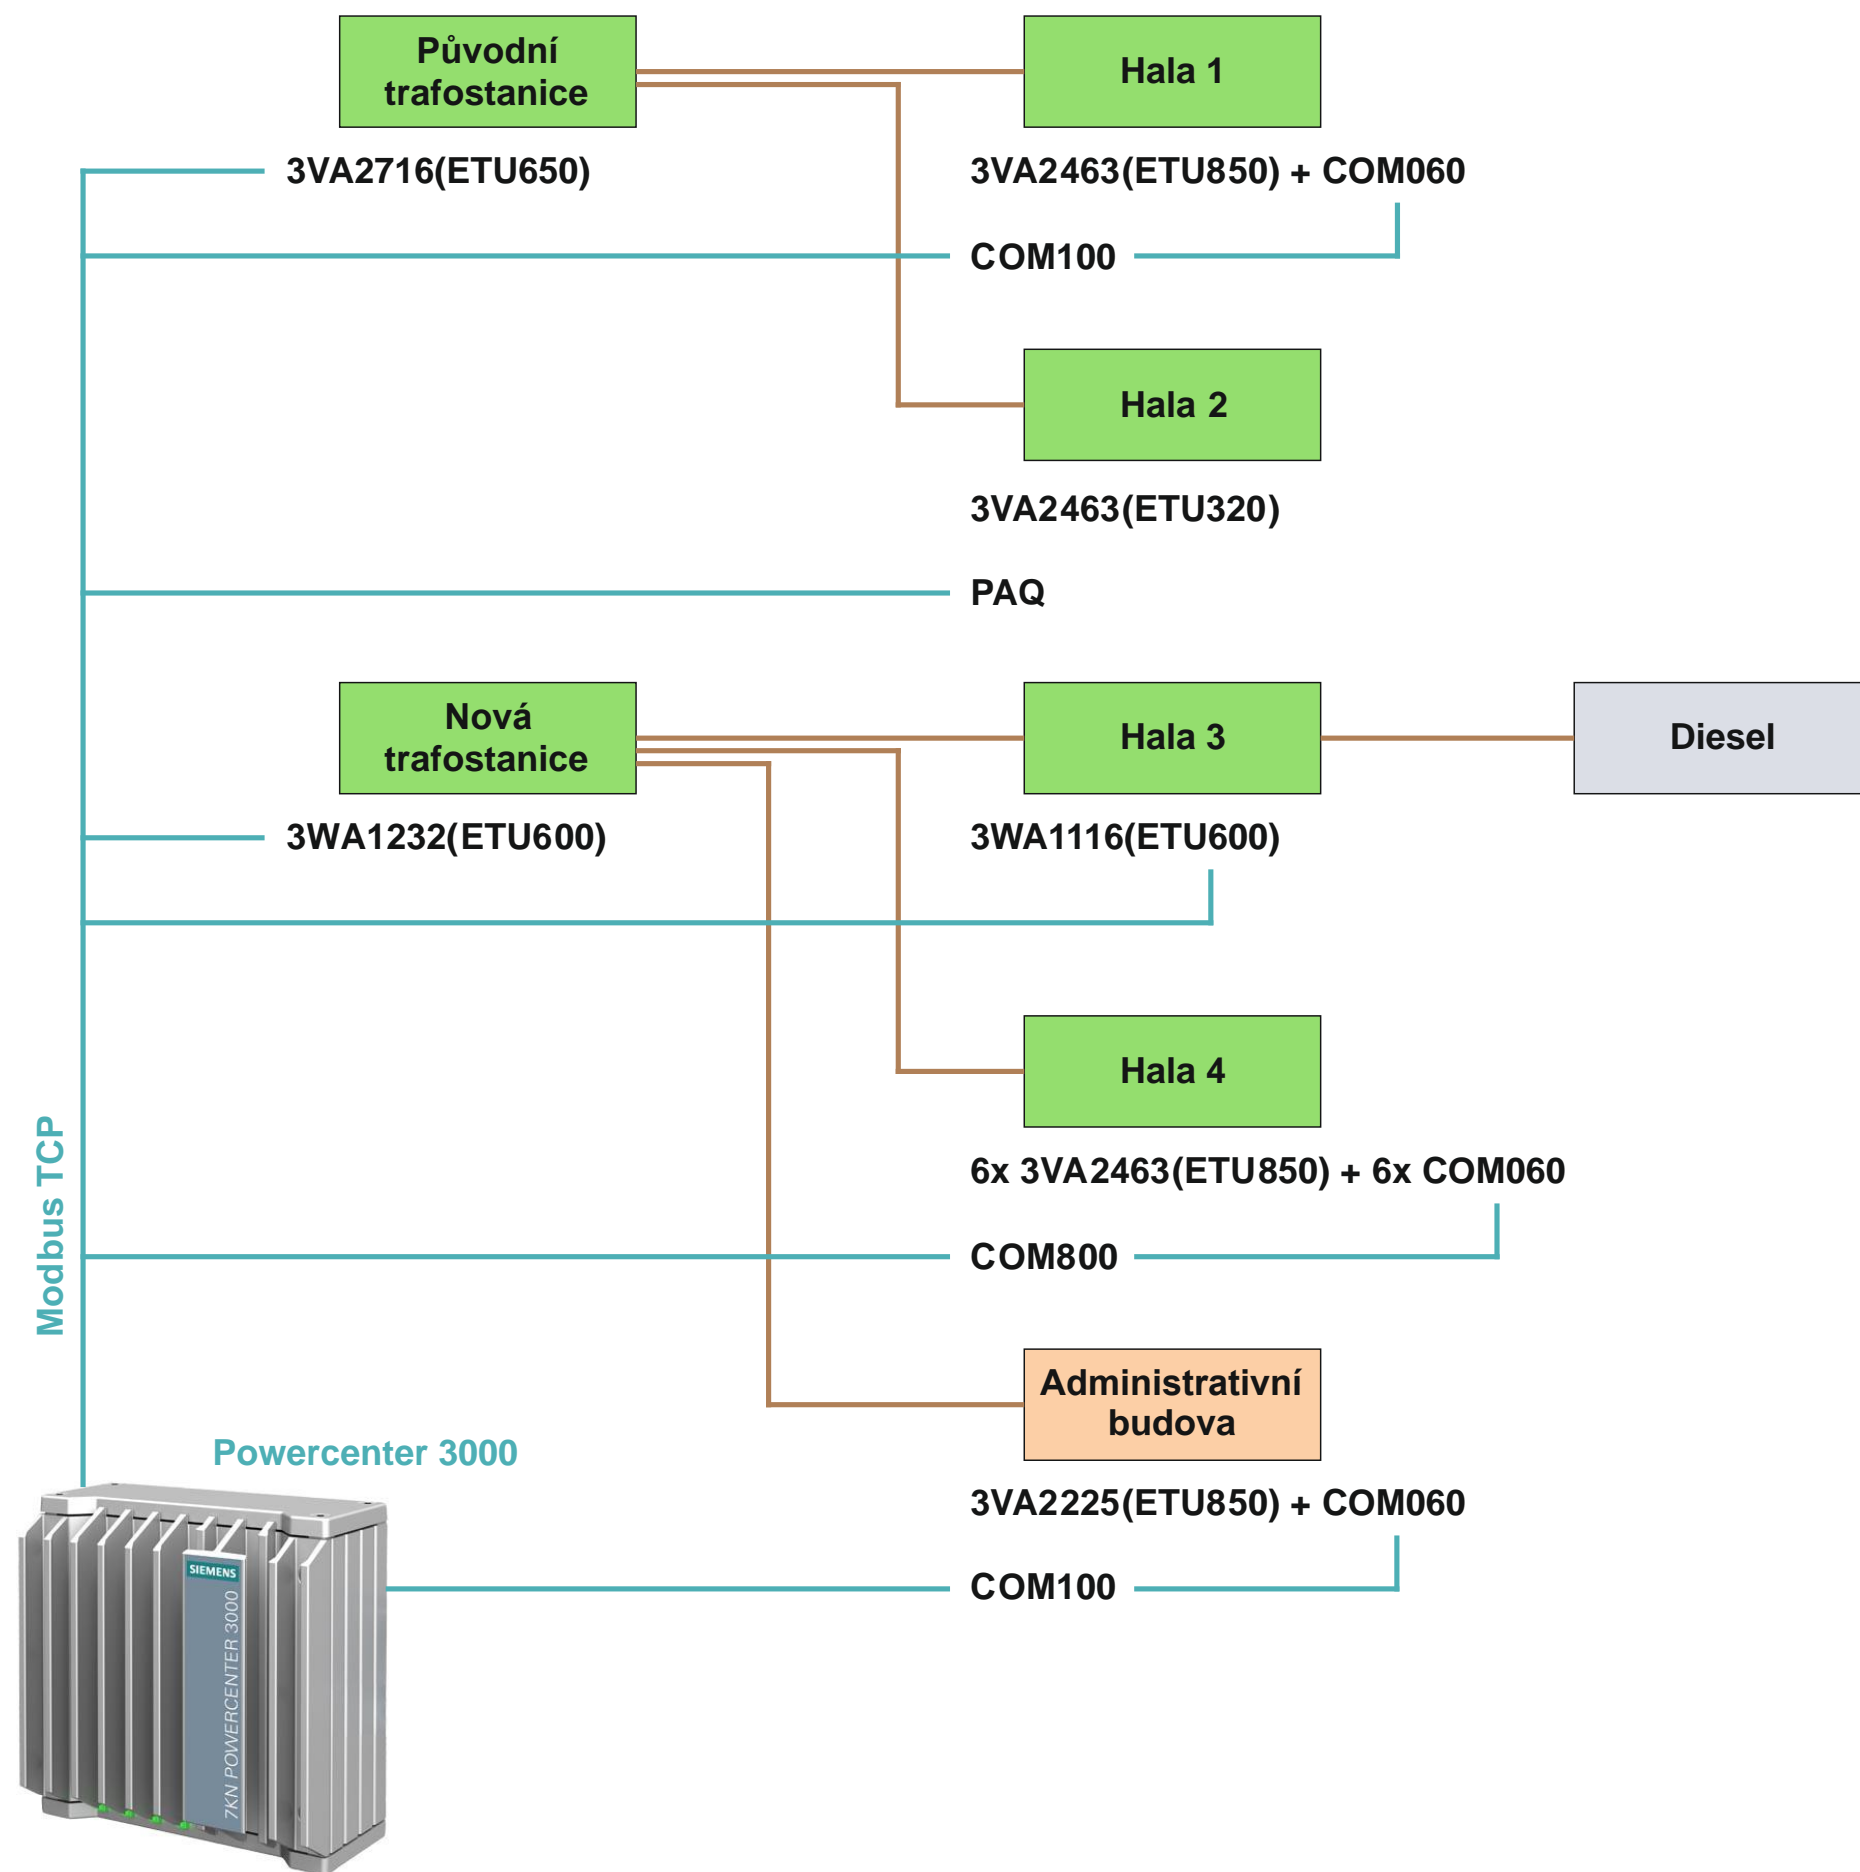 Původní
trafostanice
Hala 1
3VA2716(ETU650)
3VA2463(ETU850) + COM060
COM100
Hala 2
3VA2463(ETU320)
PAQ
Nová
trafostanice
Hala 3
Diesel
3WA1232(ETU600)
3WA1116(ETU600)
Hala 4
6x 3VA2463(ETU850) + 6x COM060
Modbus TCP
COM800
Administrativní
budova
Powercenter 3000
3VA2225(ETU850) + COM060
COM100
SIEMENS
7KN POWERCENTER 3000